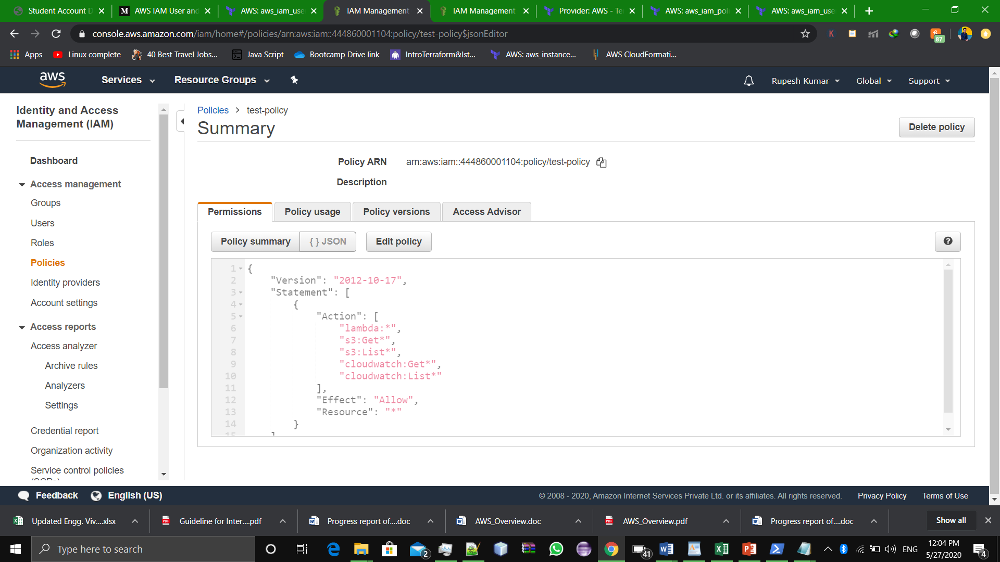 Student Account D
M AWS IAM User and
AWS: aws_iam_use
IAM Management
IAM Management
Provider: AWS - Te
AWS: aws_iam_poli
AWS: aws_iam_use
console.aws.amazon.com/iam/home#/policies/arn:aws:iam::444860001104:policy/test-policy$jsonEditor
K
87
Apps
Linux complete
40 Best Travel Jobs...
Java Script
Bootcamp Drive link
IntroTerraform&Ist...
AWS: aws_instance...
AWS CloudFormati...
aws
Services
Resource Groups
Rupesh Kumar
Global
Support
Identity and Access
Management (IAM)
Dashboard
Access management
Groups
Users
Roles
Policies
Identity providers
Account settings
Access reports
Access analyzer
Archive rules
Analyzers
Settings
Credential report
Organization activity
Service control policies
(SCPs)
Policies > test-policy
Summary
Delete policy
Policy ARN arn:aws:iam::444860001104:policy/test-policy
Description
Permissions
Policy usage
Policy versions
Access Advisor
Policy summary
{ } JSON
Edit policy
?
1 {
2 "Version": "2012-10-17",
3 "Statement": [
4 {
5 "Action": [
6 "lambda:*",
7 "s3:Get*",
8 "s3:List*",
9 "cloudwatch:Get*",
10 "cloudwatch:List*"
11 ],
12 "Effect": "Allow",
13 "Resource": "*"
14 }
15 ]
Feedback
English (US)
© 2008 - 2020, Amazon Internet Services Private Ltd. or its affiliates. All rights reserved.
Privacy Policy
Terms of Use
Updated Engg. Viv....xlsx
Guideline for Inter....pdf
Progress report of....doc
AWS_Overview.doc
AWS_Overview.pdf
Progress report of....doc
Show all
Type here to search
2
41
ENG
12:04 PM
5/27/2020
4